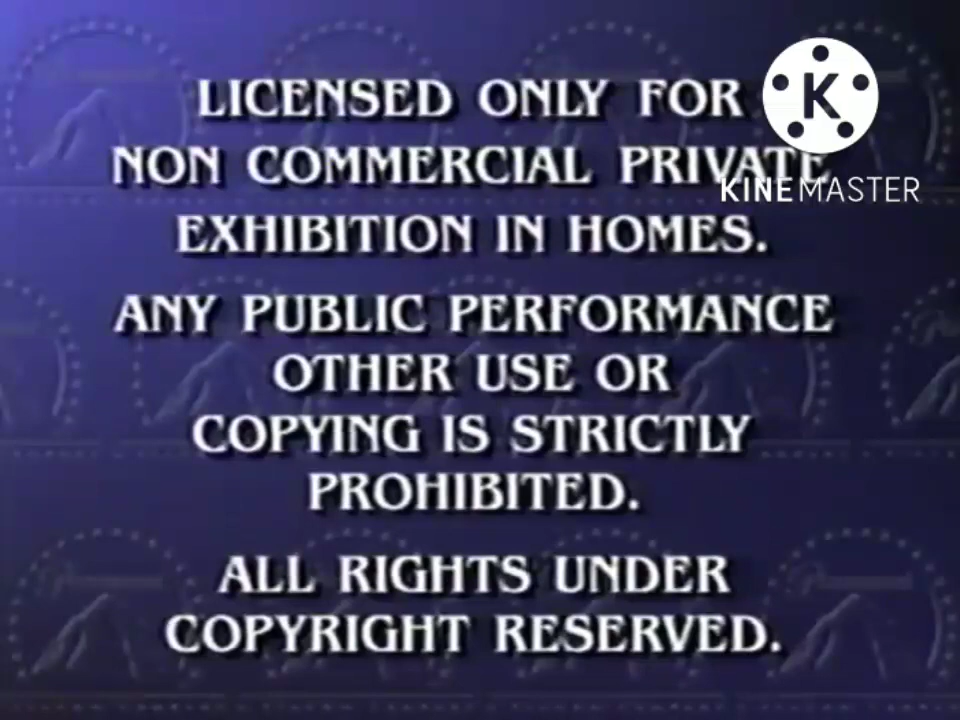 LICENSED ONLY FOR
NON COMMERCIAL PRIVATE
EXHIBITION IN HOMES.
ANY PUBLIC PERFORMANCE
OTHER USE OR
COPYING IS STRICTLY
PROHIBITED.
ALL RIGHTS UNDER
COPYRIGHT RESERVED.
K
KINEMASTER